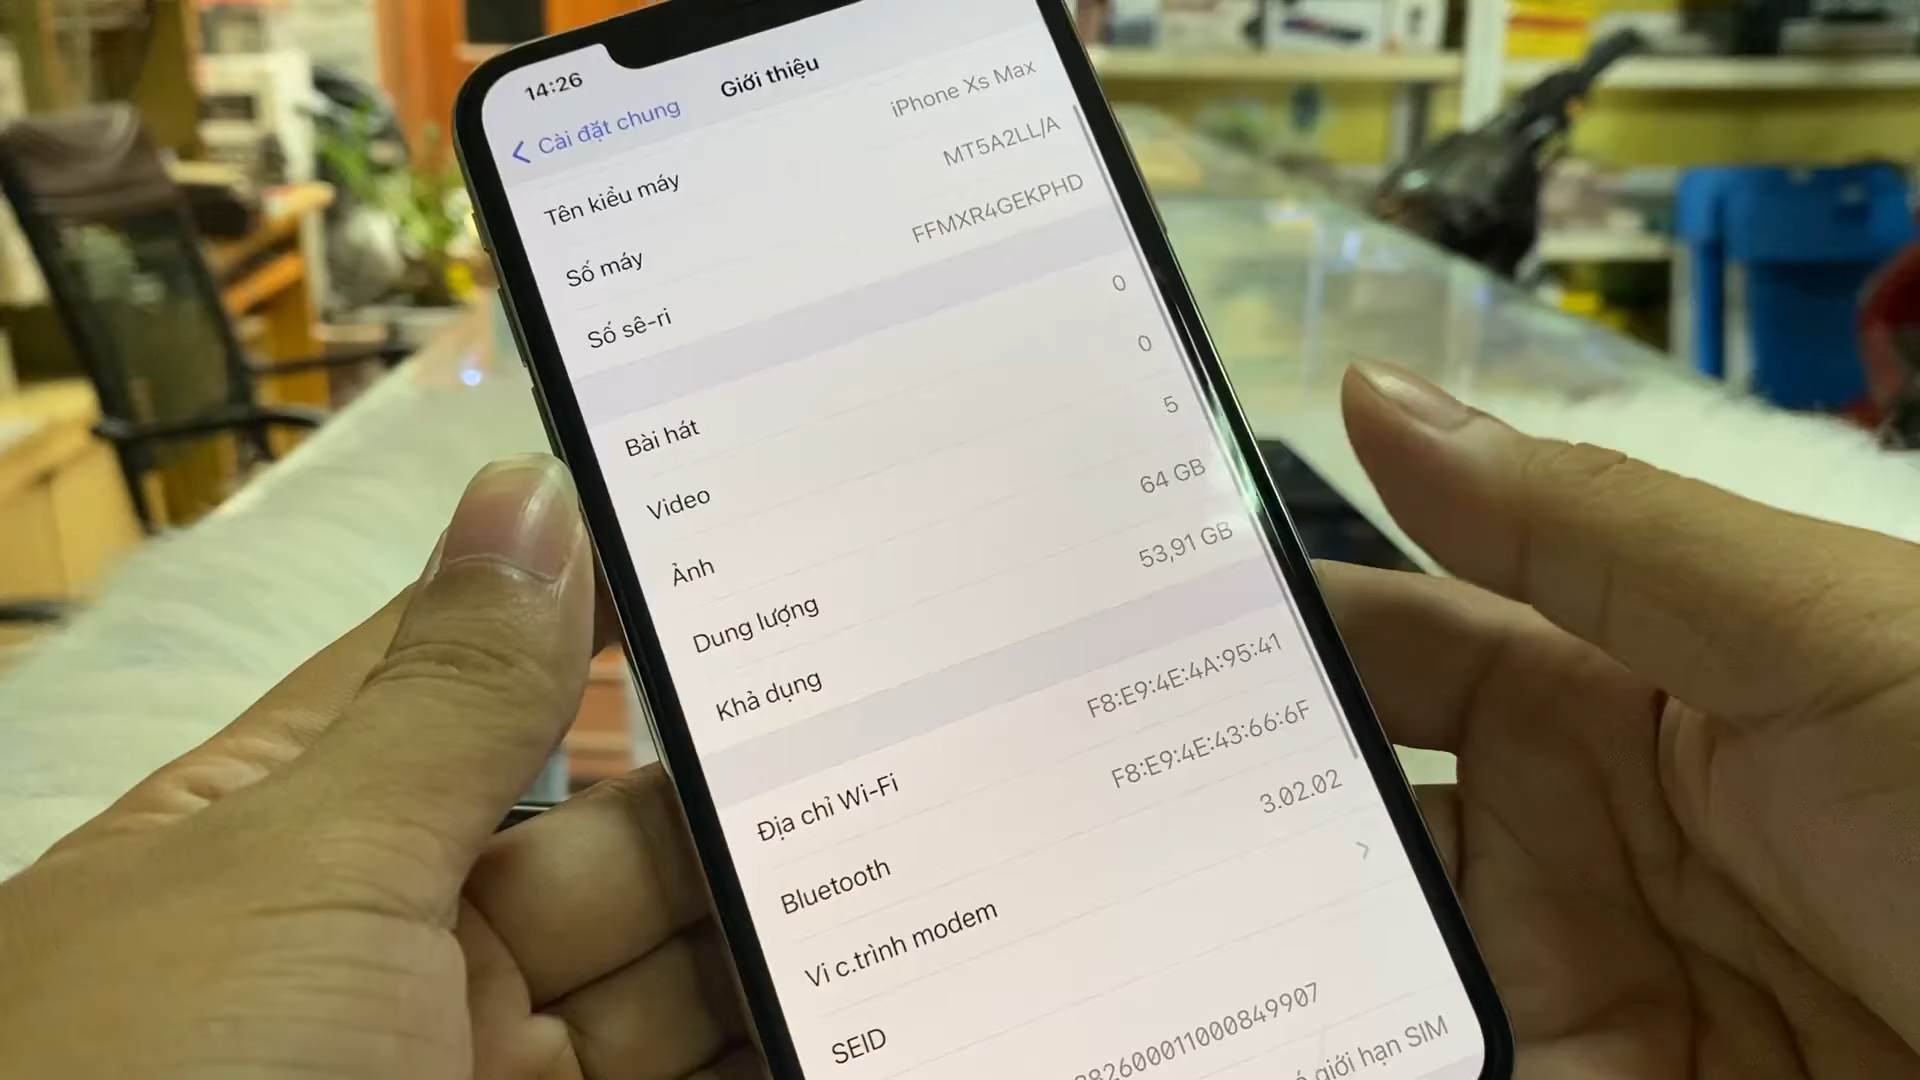 14:26
Cài đặt chung
Giới thiệu
Tên kiểu máy iPhone Xs Max
Số máy MT5A2LL/A
Số sê-ri FFMXR4GEKPHD
Bài hát 0
Video 0
Ảnh 5
Dung lượng 64 GB
Khả dụng 53,91 GB
Địa chỉ Wi-Fi F8:E9:4E:4A:95:41
Bluetooth F8:E9:4E:43:66:6F
Vi c.trình modem 3.02.02
SEID
giới hạn SIM